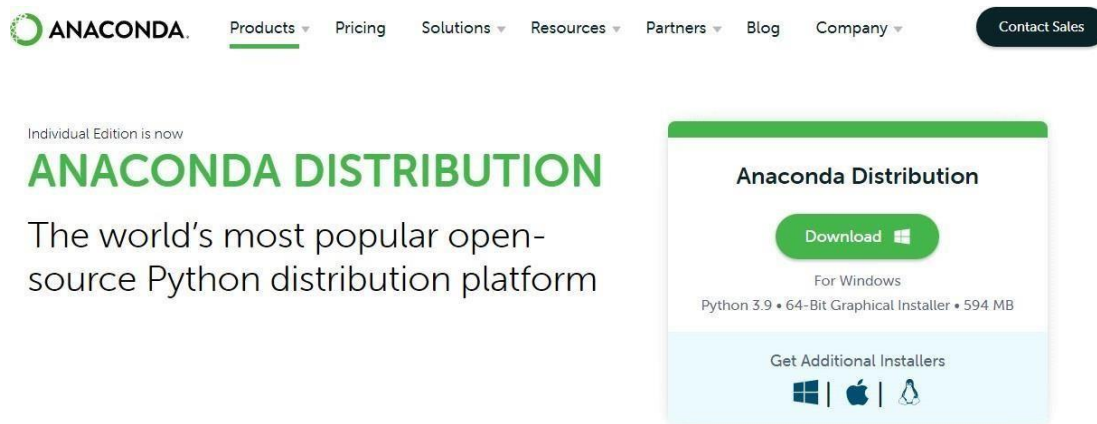 ANACONDA.
Products Pricing Solutions Resources Partners Blog Company Contact Sales
Individual Edition is now
ANACONDA DISTRIBUTION
The world's most popular open-
source Python distribution platform
Anaconda Distribution
Download
For Windows
Python 3.9 • 64-Bit Graphical Installer • 594 MB
Get Additional Installers